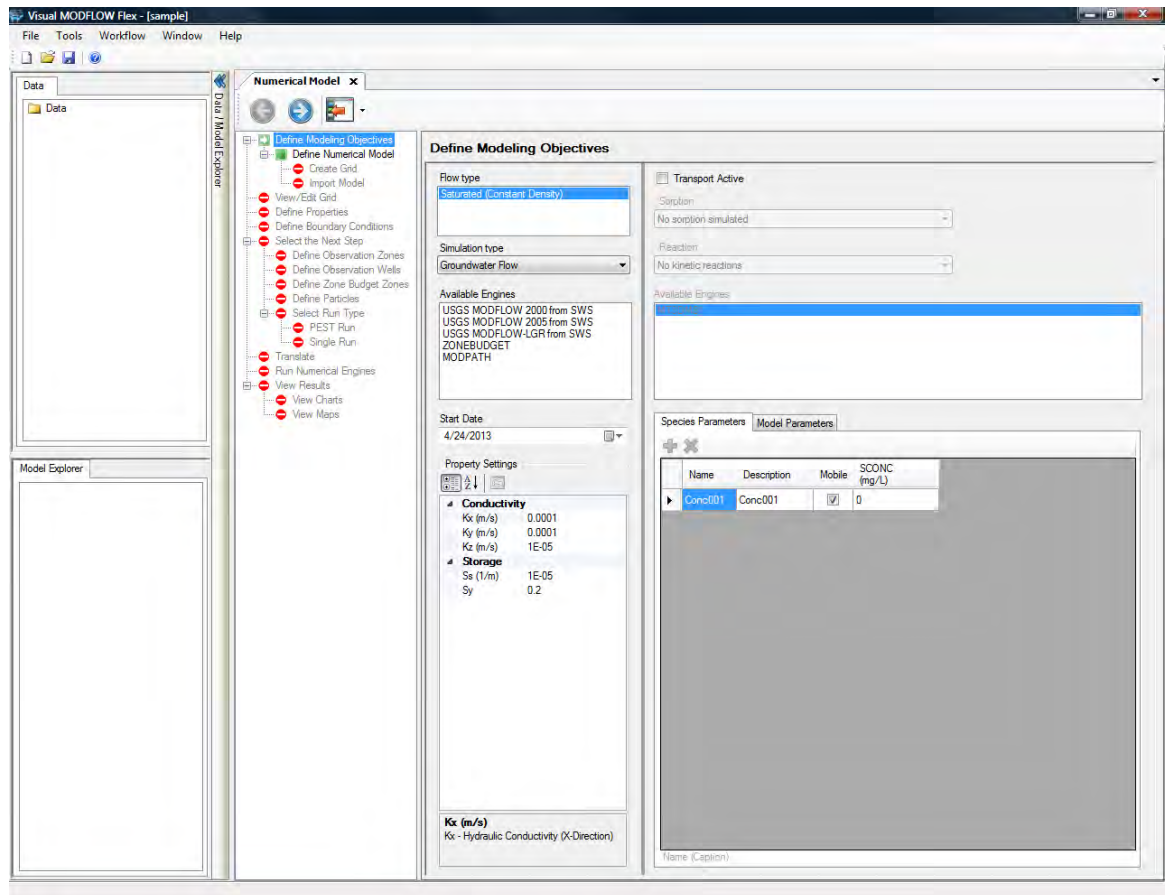 Visual MODFLOW Flex - [sample]
File Tools Workflow Window Help
Data
Data
Data / Model Explorer
Model Explorer
Numerical Model x
Define Modeling Objectives
Define Numerical Model
Create Grid
Import Model
View/Edit Grid
Define Properties
Define Boundary Conditions
Select the Next Step
Define Observation Zones
Define Observation Wells
Define Zone Budget Zones
Define Particles
Select Run Type
PEST Run
Single Run
Translate
Run Numerical Engines
View Results
View Charts
View Maps
Define Modeling Objectives
Flow type
Saturated (Constant Density)
Simulation type
Groundwater Flow
Available Engines
USGS MODFLOW 2000 from SWS
USGS MODFLOW 2005 from SWS
USGS MODFLOW-LGR from SWS
ZONEBUDGET
MODPATH
Start Date
4/24/2013
Property Settings
Conductivity
Kx (m/s) 0.0001
Ky (m/s) 0.0001
Kz (m/s) 1E-05
Storage
Ss (1/m) 1E-05
Sy 0.2
Kx (m/s)
Kx - Hydraulic Conductivity (X-Direction)
Transport Active
Sorption
No sorption simulated
Reaction
No kinetic reactions
Available Engines
Species Parameters Model Parameters
Name Description Mobile SCONC (mg/L)
Conc001 Conc001 0
Name (Caption)